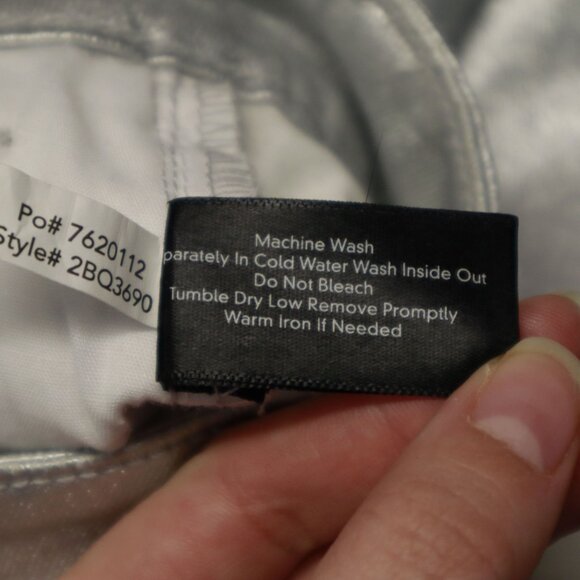 Po# 7620112
Style# 2BQ3690
Machine Wash
parately In Cold Water Wash Inside Out
Do Not Bleach
Tumble Dry Low Remove Promptly
Warm Iron If Needed